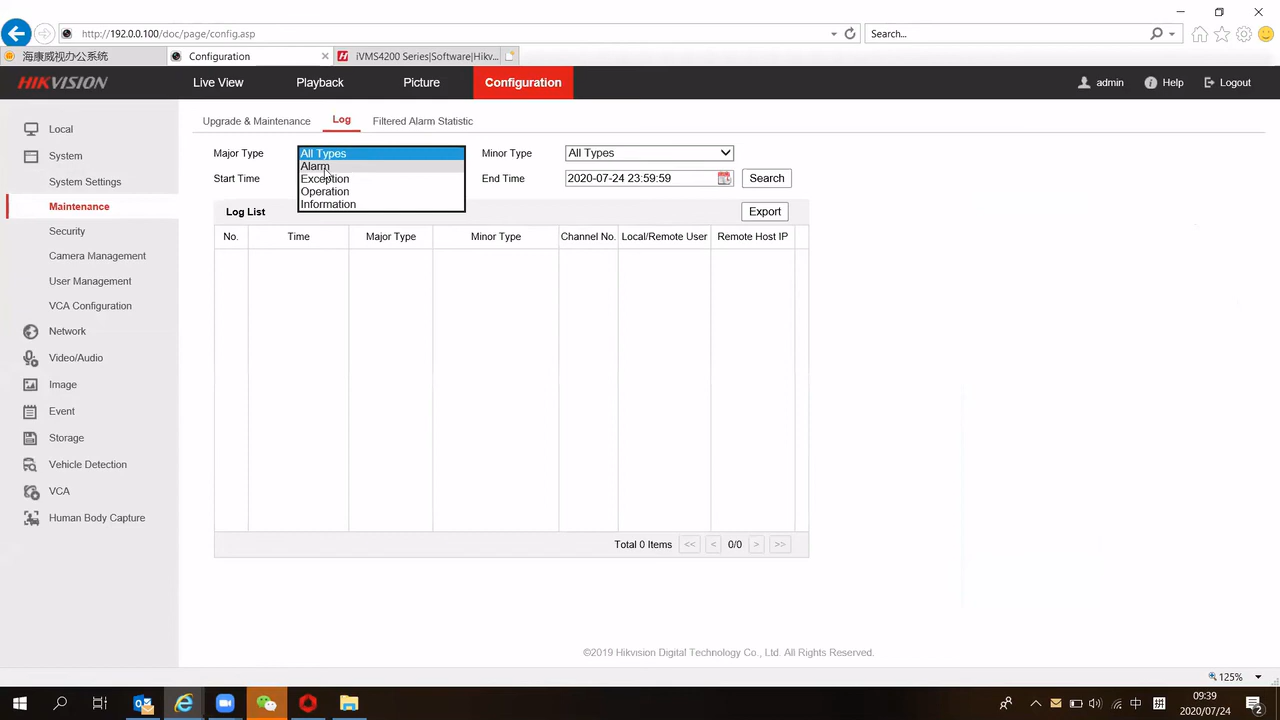 http://192.0.0.100/doc/page/config.asp
Search...
海康威视办公系统
Configuration
iVMS4200 Series|Software|Hikv...
HIKVISION
Live View
Playback
Picture
Configuration
admin
Help
Logout
Local
System
System Settings
Maintenance
Security
Camera Management
User Management
VCA Configuration
Network
Video/Audio
Image
Event
Storage
Vehicle Detection
VCA
Human Body Capture
Upgrade & Maintenance
Log
Filtered Alarm Statistic
Major Type
All Types
Alarm
Exception
Operation
Information
Minor Type
All Types
Start Time
End Time
2020-07-24 23:59:59
Search
Log List
Export
No.
Time
Major Type
Minor Type
Channel No.
Local/Remote User
Remote Host IP
Total 0 Items
<<
<
0/0
>
>>
©2019 Hikvision Digital Technology Co., Ltd. All Rights Reserved.
125%
中
拼
09:39
2020/07/24
2